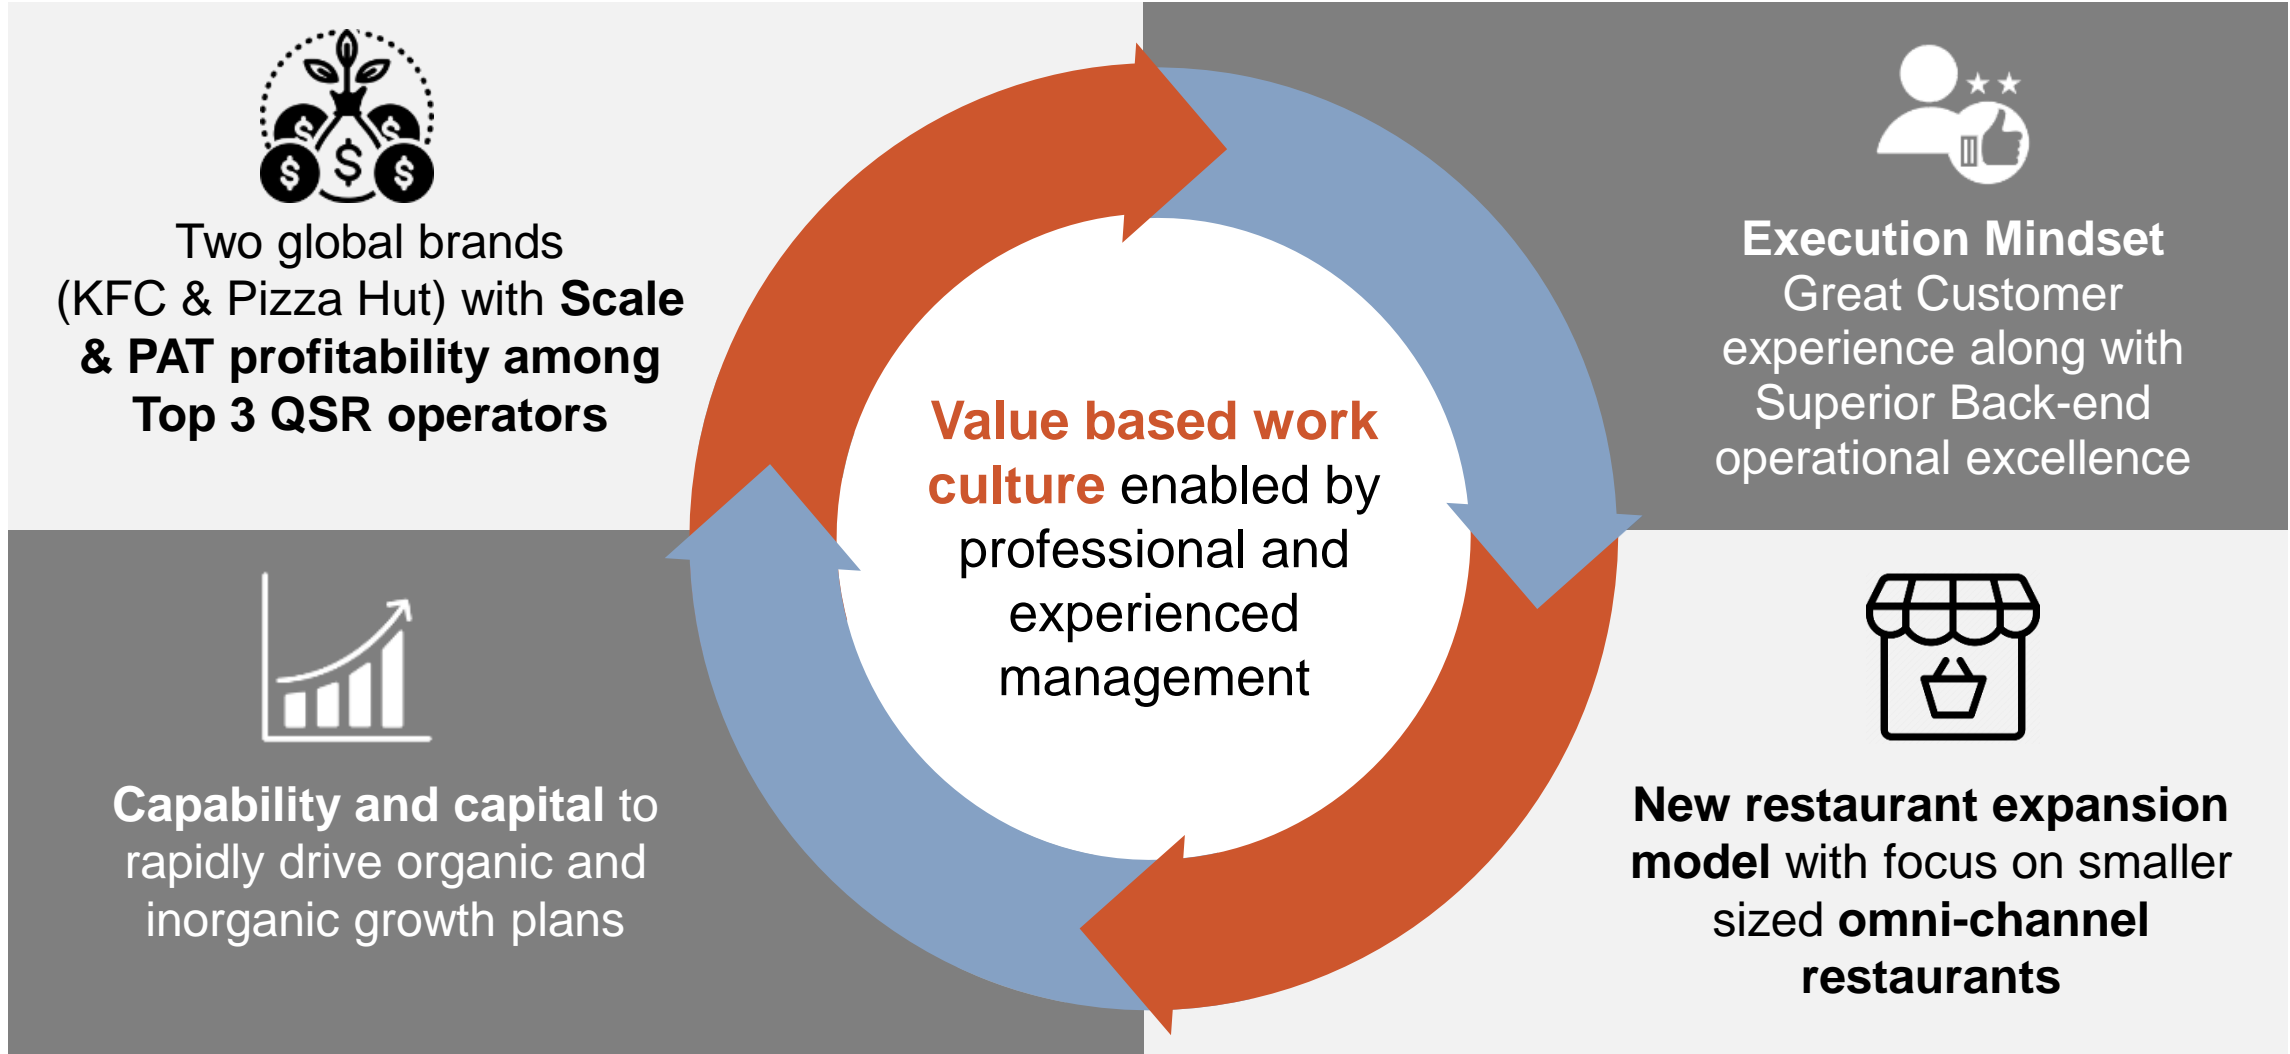 Two global brands
(KFC & Pizza Hut) with Scale
& PAT profitability among
Top 3 QSR operators
Execution Mindset
Great Customer
experience along with
Superior Back-end
operational excellence
Value based work
culture enabled by
professional and
experienced
management
Capability and capital to
rapidly drive organic and
inorganic growth plans
New restaurant expansion
model with focus on smaller
sized omni-channel
restaurants